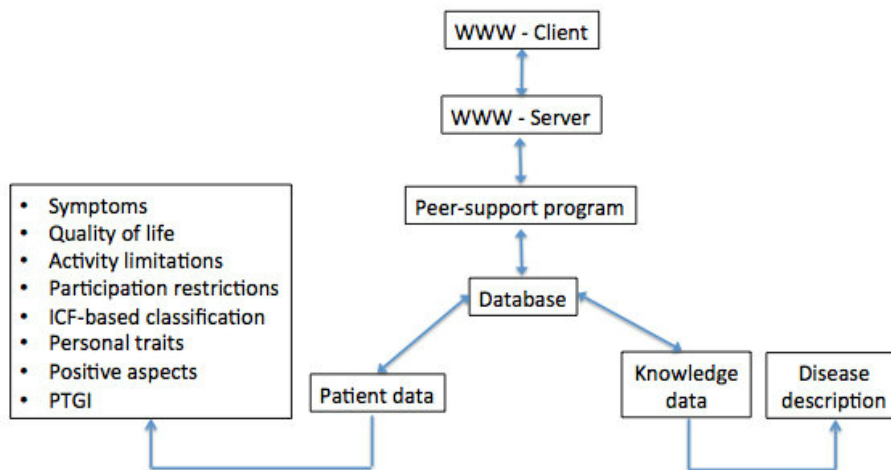 WWW - Client
WWW - Server
Peer-support program
Database
• Symptoms
• Quality of life
• Activity limitations
• Participation restrictions
• ICF-based classification
• Personal traits
• Positive aspects
• PTGI
Patient data
Knowledge
data
Disease
description